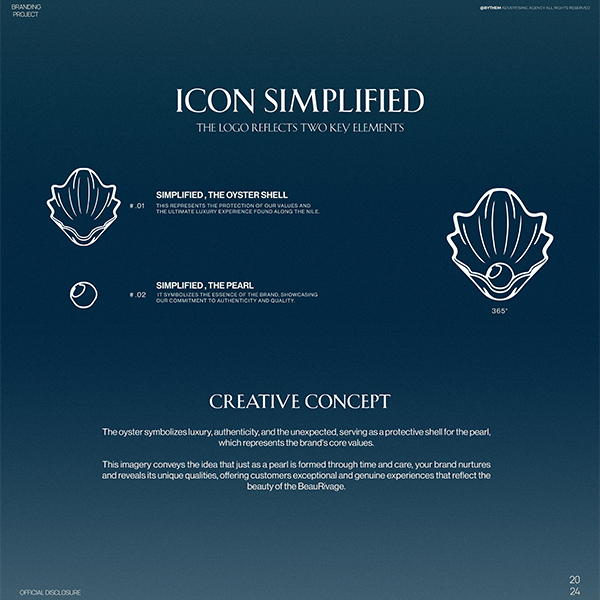 BRANDING
PROJECT
@BYTHEM ADVERTISING AGENCY ALL RIGHTS RESERVED
ICON SIMPLIFIED
THE LOGO REFLECTS TWO KEY ELEMENTS
SIMPLIFIED , THE OYSTER SHELL
# .01
THIS REPRESENTS THE PROTECTION OF OUR VALUES AND
THE ULTIMATE LUXURY EXPERIENCE FOUND ALONG THE NILE.
SIMPLIFIED , THE PEARL
# .02
IT SYMBOLIZES THE ESSENCE OF THE BRAND, SHOWCASING
OUR COMMITMENT TO AUTHENTICITY AND QUALITY.
365°
CREATIVE CONCEPT
The oyster symbolizes luxury, authenticity, and the unexpected, serving as a protective shell for the pearl,
which represents the brand's core values.
This imagery conveys the idea that just as a pearl is formed through time and care, your brand nurtures
and reveals its unique qualities, offering customers exceptional and genuine experiences that reflect the
beauty of the BeauRivage.
OFFICIAL DISCLOSURE
20
24